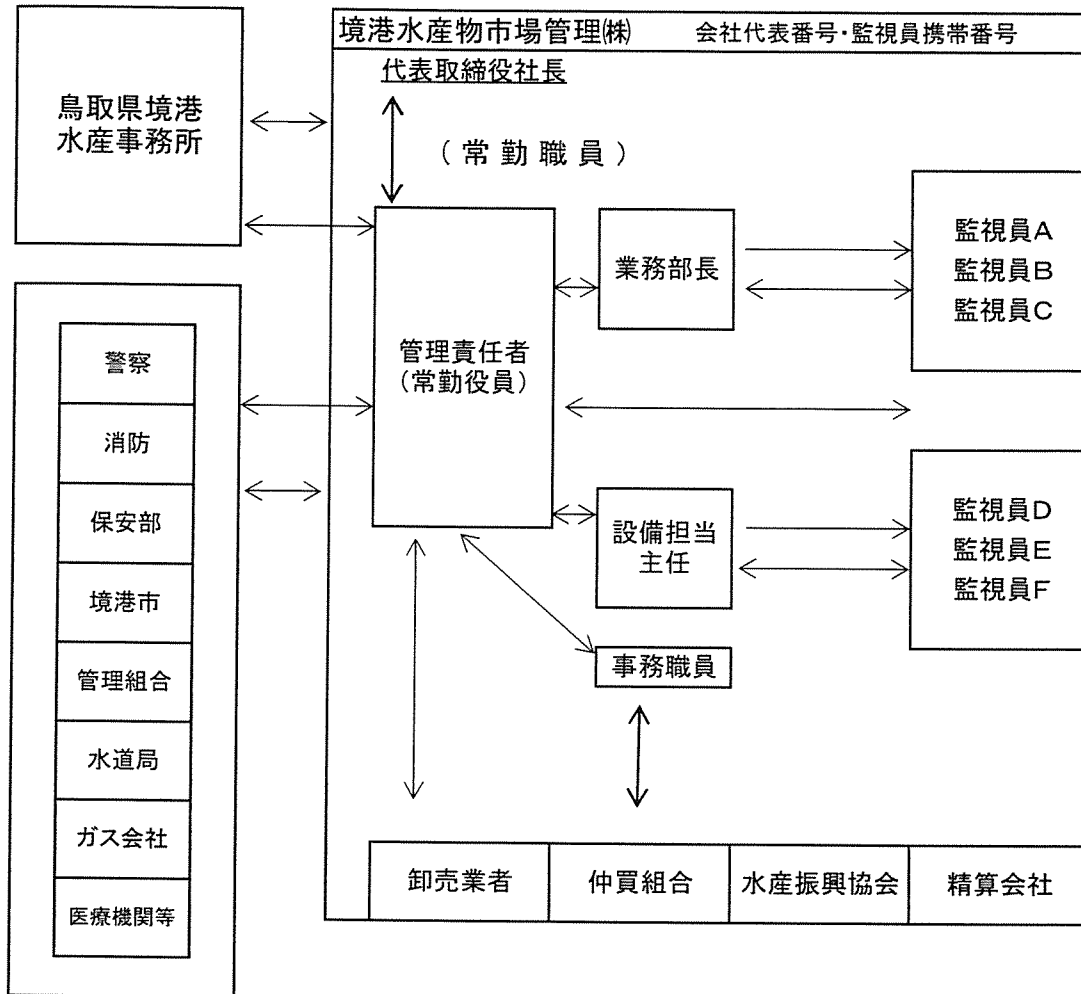 境港水産物市場管理㈱ 会社代表番号・監視員携帯番号
代表取締役社長
鳥取県境港
水産事務所
(常勤職員)
監視員A
監視員B
監視員C
業務部長
管理責任者
(常勤役員)
警察
消防
保安部
境港市
管理組合
水道局
ガス会社
医療機関等
設備担当
主任
監視員D
監視員E
監視員F
事務職員
卸売業者 仲買組合 水産振興協会 精算会社